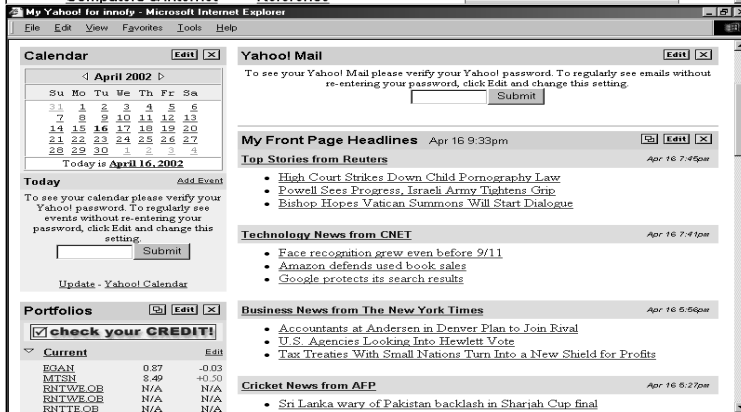 Computers & Internet Reference
My Yahoo! for innofy - Microsoft Internet Explorer
File Edit View Favorites Tools Help
Calendar Edit X
April 2002
Su Mo Tu We Th Fr Sa
31 1 2 3 4 5 6
7 8 9 10 11 12 13
14 15 16 17 18 19 20
21 22 23 24 25 26 27
28 29 30 1 2 3 4
Today is April 16, 2002
Today Add Event
To see your calendar please verify your
Yahoo! password. To regularly see
events without re-entering your
password, click Edit and change this
setting.
Submit
Update - Yahoo! Calendar
Portfolios Edit X
check your CREDIT!
Current Edit
EGAN 0.87 -0.03
MTSN 8.49 +0.50
RNTWE.OB N/A N/A
RNTWE.OB N/A N/A
RNTTE.OB N/A N/A
Yahoo! Mail Edit X
To see your Yahoo! Mail please verify your Yahoo! password. To regularly see emails without
re-entering your password, click Edit and change this setting.
Submit
My Front Page Headlines Apr 16 9:33pm Edit X
Top Stories from Reuters Apr 16 7:45pm
High Court Strikes Down Child Pornography Law
Powell Sees Progress, Israeli Army Tightens Grip
Bishop Hopes Vatican Summons Will Start Dialogue
Technology News from CNET Apr 16 7:41pm
Face recognition grew even before 9/11
Amazon defends used book sales
Google protects its search results
Business News from The New York Times Apr 16 5:56pm
Accountants at Andersen in Denver Plan to Join Rival
U.S. Agencies Looking Into Hewlett Vote
Tax Treaties With Small Nations Turn Into a New Shield for Profits
Cricket News from AFP Apr 16 5:27pm
Sri Lanka wary of Pakistan backlash in Sharjah Cup final